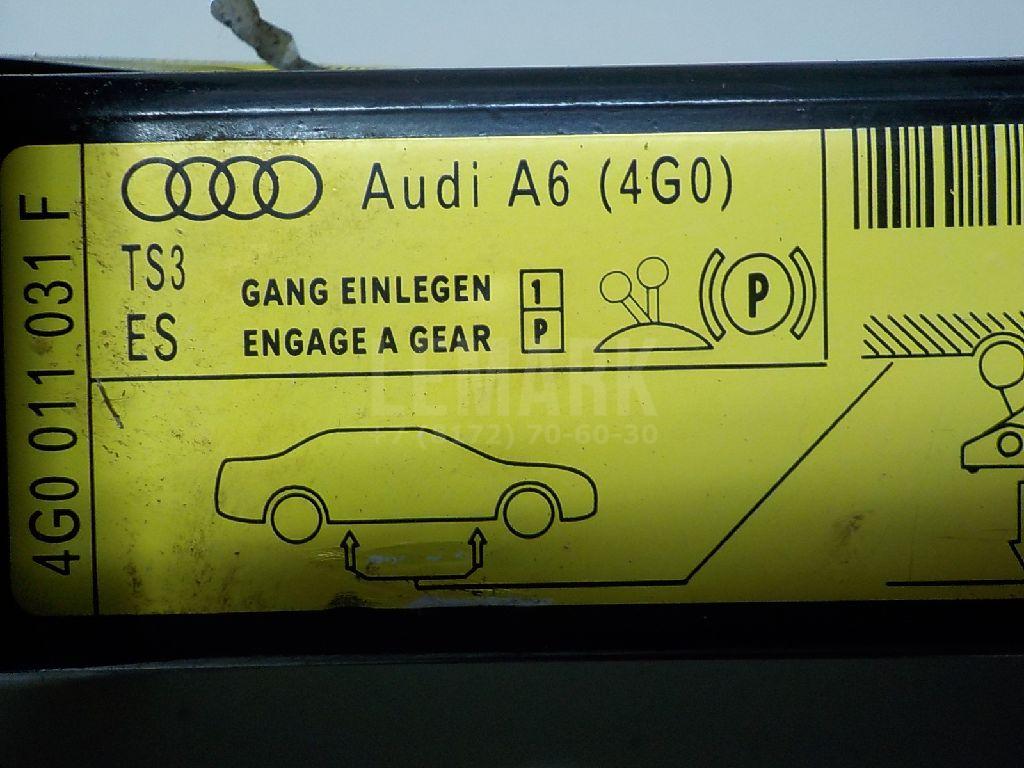 4G0 011 031 F
Audi A6 (4G0)
TS3
ES
GANG EINLEGEN
ENGAGE A GEAR
1
P
P
LEMARK
+7 (8172) 70-60-30